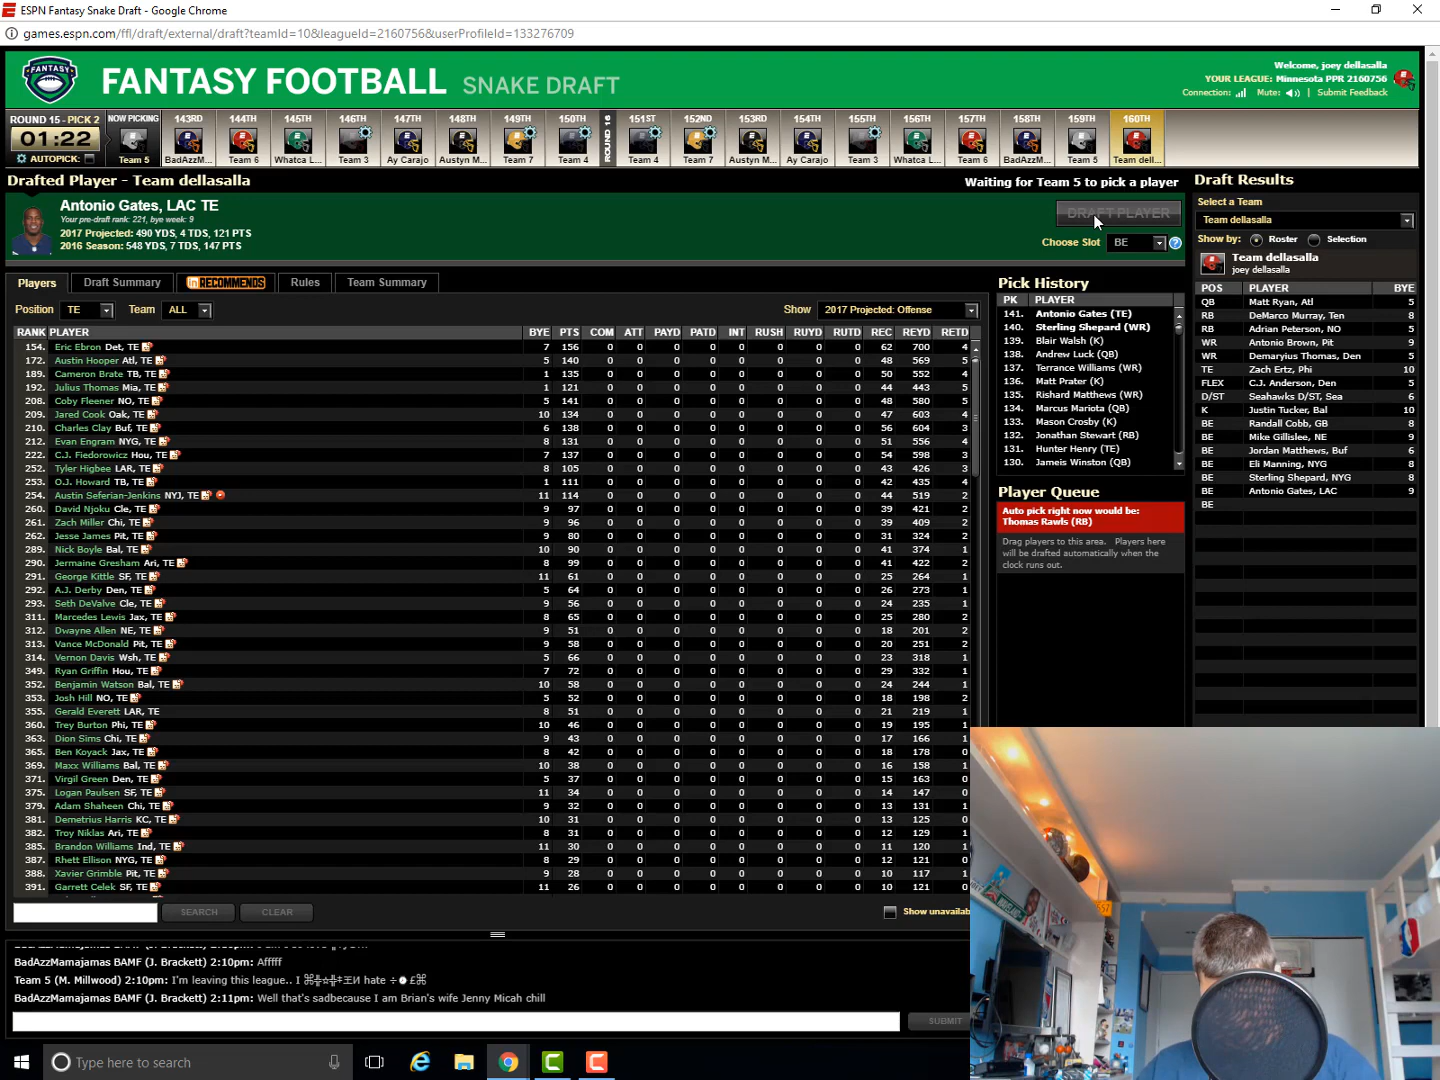 ESPN Fantasy Snake Draft - Google Chrome
games.espn.com/ffl/draft/external/draft?teamId=10&leagueId=2160756&userProfileId=133276709
FANTASY FOOTBALL SNAKE DRAFT
Welcome, joey dellasalla
YOUR LEAGUE: Minnesota PPR 2160756
Connection: Mute: | Submit Feedback
ROUND 15 - PICK 2
01:22
AUTOPICK:
NOW PICKING Team 5
143RD BadAzzM...
144TH Team 6
145TH Whatca L...
146TH Team 3
147TH Ay Carajo
148TH Austyn M...
149TH Team 7
150TH Team 4
ROUND 16
151ST Team 4
152ND Team 7
153RD Austyn M...
154TH Ay Carajo
155TH Team 3
156TH Whatca L...
157TH Team 6
158TH BadAzzM...
159TH Team 5
160TH Team dell...
Drafted Player - Team dellasalla
Waiting for Team 5 to pick a player
Antonio Gates, LAC TE
Your pre-draft rank: 221, bye week: 9
2017 Projected: 490 YDS, 4 TDS, 121 PTS
2016 Season: 548 YDS, 7 TDS, 147 PTS
DRAFT PLAYER
Choose Slot BE
Players Draft Summary RECOMMENDS Rules Team Summary
Position TE Team ALL Show 2017 Projected: Offense
RANK PLAYER BYE PTS COM ATT PAYD PATD INT RUSH RUYD RUTD REC REYD RETD
154. Eric Ebron Det, TE 7 156 0 0 0 0 0 0 0 0 62 700 4
172. Austin Hooper Atl, TE 5 140 0 0 0 0 0 0 0 0 48 569 5
189. Cameron Brate TB, TE 1 135 0 0 0 0 0 0 0 0 50 552 4
192. Julius Thomas Mia, TE 1 121 0 0 0 0 0 0 0 0 44 443 5
208. Coby Fleener NO, TE 5 141 0 0 0 0 0 0 0 0 48 580 5
209. Jared Cook Oak, TE 10 134 0 0 0 0 0 0 0 0 47 603 4
210. Charles Clay Buf, TE 6 138 0 0 0 0 0 0 0 0 56 604 3
212. Evan Engram NYG, TE 8 131 0 0 0 0 0 0 0 0 51 556 4
222. C.J. Fiedorowicz Hou, TE 7 137 0 0 0 0 0 0 0 0 54 598 3
252. Tyler Higbee LAR, TE 8 105 0 0 0 0 0 0 0 0 43 426 3
253. O.J. Howard TB, TE 1 111 0 0 0 0 0 0 0 0 42 435 4
254. Austin Seferian-Jenkins NYJ, TE 11 114 0 0 0 0 0 0 0 0 44 519 2
260. David Njoku Cle, TE 9 97 0 0 0 0 0 0 0 0 39 421 2
261. Zach Miller Chi, TE 9 96 0 0 0 0 0 0 0 0 39 409 2
262. Jesse James Pit, TE 9 80 0 0 0 0 0 0 0 0 31 324 2
289. Nick Boyle Bal, TE 10 90 0 0 0 0 0 0 0 0 41 374 1
290. Jermaine Gresham Ari, TE 8 99 0 0 0 0 0 0 0 0 41 422 2
291. George Kittle SF, TE 11 61 0 0 0 0 0 0 0 0 25 264 1
292. A.J. Derby Den, TE 5 64 0 0 0 0 0 0 0 0 26 273 1
293. Seth DeValve Cle, TE 9 56 0 0 0 0 0 0 0 0 24 235 1
311. Marcedes Lewis Jax, TE 8 65 0 0 0 0 0 0 0 0 25 280 2
312. Dwayne Allen NE, TE 9 51 0 0 0 0 0 0 0 0 18 201 2
313. Vance McDonald Pit, TE 9 58 0 0 0 0 0 0 0 0 20 251 2
314. Vernon Davis Wsh, TE 5 66 0 0 0 0 0 0 0 0 23 318 1
349. Ryan Griffin Hou, TE 7 72 0 0 0 0 0 0 0 0 29 332 1
352. Benjamin Watson Bal, TE 10 58 0 0 0 0 0 0 0 0 24 244 1
353. Josh Hill NO, TE 5 52 0 0 0 0 0 0 0 0 18 198 2
355. Gerald Everett LAR, TE 8 51 0 0 0 0 0 0 0 0 21 219 1
360. Trey Burton Phi, TE 10 46 0 0 0 0 0 0 0 0 19 195 1
363. Dion Sims Chi, TE 9 43 0 0 0 0 0 0 0 0 17 166 1
365. Ben Koyack Jax, TE 8 42 0 0 0 0 0 0 0 0 18 178 0
369. Maxx Williams Bal, TE 10 38 0 0 0 0 0 0 0 0 16 158 1
371. Virgil Green Den, TE 5 37 0 0 0 0 0 0 0 0 15 163 0
375. Logan Paulsen SF, TE 11 34 0 0 0 0 0 0 0 0 14 147 0
379. Adam Shaheen Chi, TE 9 32 0 0 0 0 0 0 0 0 13 131 1
381. Demetrius Harris KC, TE 10 31 0 0 0 0 0 0 0 0 13 125 0
382. Troy Niklas Ari, TE 8 31 0 0 0 0 0 0 0 0 12 129 1
385. Brandon Williams Ind, TE 11 30 0 0 0 0 0 0 0 0 11 120 1
387. Rhett Ellison NYG, TE 8 29 0 0 0 0 0 0 0 0 12 121 0
388. Xavier Grimble Pit, TE 9 28 0 0 0 0 0 0 0 0 10 117 1
391. Garrett Celek SF, TE 11 26 0 0 0 0 0 0 0 0 10 121 0
SEARCH CLEAR Show unavailab
BadAzzMamajamas BAMF (J. Brackett) 2:10pm: Afffff
Team 5 (M. Millwood) 2:10pm: I'm leaving this league.. I hate
BadAzzMamajamas BAMF (J. Brackett) 2:11pm: Well that's sadbecause I am Brian's wife Jenny Micah chill
SUBMIT
Pick History
PK PLAYER
141. Antonio Gates (TE)
140. Sterling Shepard (WR)
139. Blair Walsh (K)
138. Andrew Luck (QB)
137. Terrance Williams (WR)
136. Matt Prater (K)
135. Rishard Matthews (WR)
134. Marcus Mariota (QB)
133. Mason Crosby (K)
132. Jonathan Stewart (RB)
131. Hunter Henry (TE)
130. Jameis Winston (QB)
Player Queue
Auto pick right now would be:
Thomas Rawls (RB)
Drag players to this area. Players here
will be drafted automatically when the
clock runs out.
Draft Results
Select a Team
Team dellasalla
Show by: Roster Selection
Team dellasalla
joey dellasalla
POS PLAYER BYE
QB Matt Ryan, Atl 5
RB DeMarco Murray, Ten 8
RB Adrian Peterson, NO 5
WR Antonio Brown, Pit 9
WR Demaryius Thomas, Den 5
TE Zach Ertz, Phi 10
FLEX C.J. Anderson, Den 5
D/ST Seahawks D/ST, Sea 6
K Justin Tucker, Bal 10
BE Randall Cobb, GB 8
BE Mike Gillislee, NE 9
BE Jordan Matthews, Buf 6
BE Eli Manning, NYG 8
BE Sterling Shepard, NYG 8
BE Antonio Gates, LAC 9
BE
Type here to search